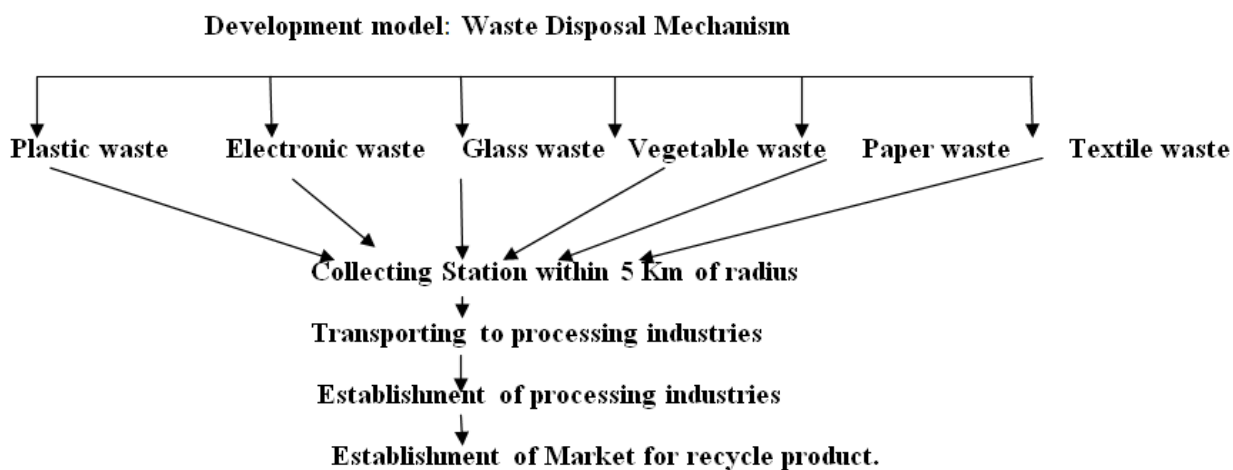 Development model: Waste Disposal Mechanism
Plastic waste Electronic waste Glass waste Vegetable waste Paper waste Textile waste
Collecting Station within 5 Km of radius
Transporting to processing industries
Establishment of processing industries
Establishment of Market for recycle product.